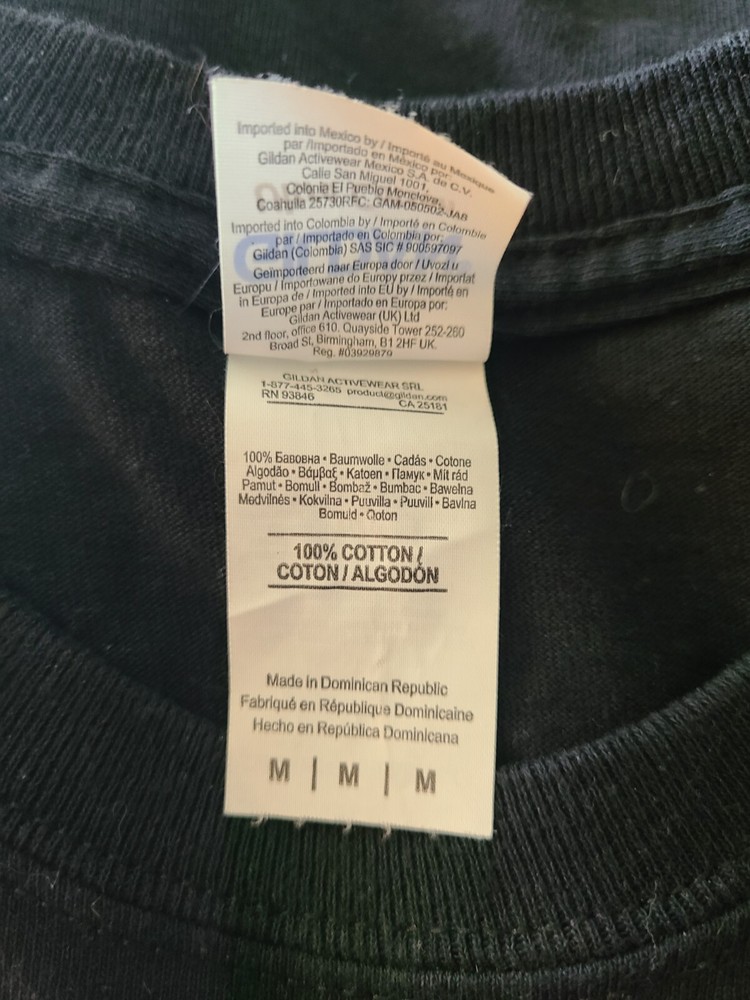 Imported into Mexico by / Importé au Mexique
par /Importado en México por:
Gildan Activewear Mexico S.A. de C.V.
Calle San Miguel 1001,
Colonia El Pueblo Monclova,
Coahuila 25730RFC: GAM-050502-JA8
Imported into Colombia by / Importé en Colombie
par / Importado en Colombia por:
Gildan (Colombia) SAS SIC # 900597097
Geïmporteerd naar Europa door / Uvozl u
Europu / Importowane do Europy przez / Importat
in Europa de / Imported into EU by / Importé en
Europe par / Importado en Europa por:
Gildan Activewear (UK) Ltd
2nd floor, office 610. Quayside Tower 252-260
Broad St, Birmingham, B1 2HF UK.
Reg. #03929879
GILDAN ACTIVEWEAR SRL
1-877-445-3265 product@gildan.com
RN 93846 CA 25181
100% Бавовна • Baumwolle • Cadás • Cotone
Algodão • Βάμβαξ • Katoen • Памук • Mit rád
Pamut • Bomull • Bombaž • Bumbac • Bawełna
Medvilnės • Kokvilna • Puuvilla • Puuvill • Bavlna
Bomuld • Qoton
100% COTTON /
COTON / ALGODÓN
Made in Dominican Republic
Fabriqué en République Dominicaine
Hecho en República Dominicana
M | M | M